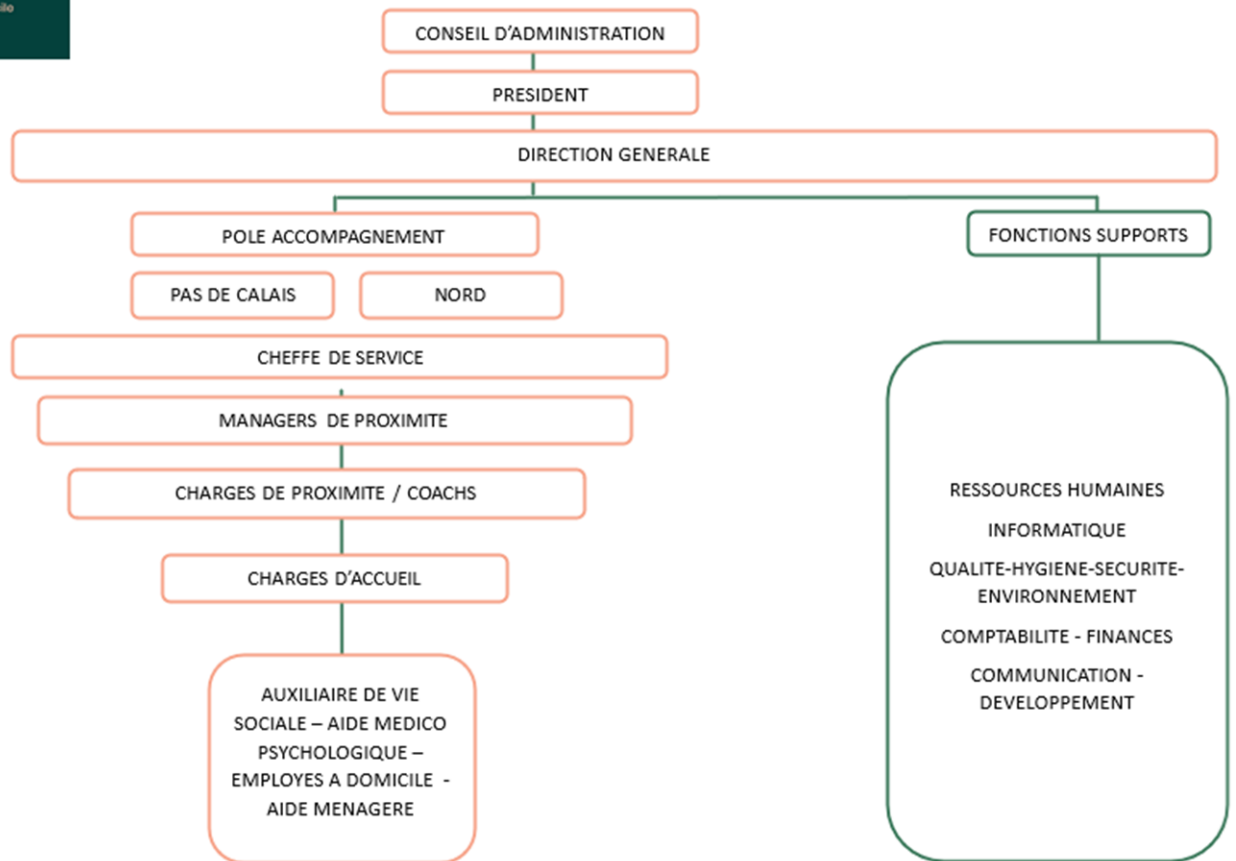 CONSEIL D'ADMINISTRATION
PRESIDENT
DIRECTION GENERALE
POLE ACCOMPAGNEMENT
FONCTIONS SUPPORTS
PAS DE CALAIS
NORD
CHEFFE DE SERVICE
MANAGERS DE PROXIMITE
CHARGES DE PROXIMITE / COACHS
CHARGES D'ACCUEIL
AUXILIAIRE DE VIE
SOCIALE – AIDE MEDICO
PSYCHOLOGIQUE –
EMPLOYES A DOMICILE -
AIDE MENAGERE
RESSOURCES HUMAINES
INFORMATIQUE
QUALITE-HYGIENE-SECURITE-
ENVIRONNEMENT
COMPTABILITE - FINANCES
COMMUNICATION -
DEVELOPPEMENT